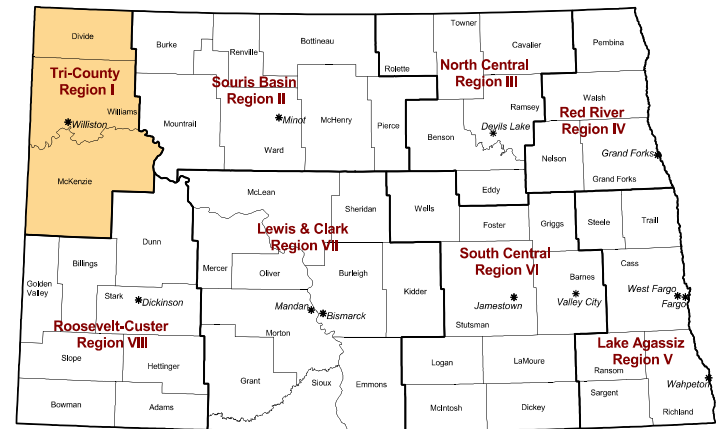 Divide
Burke
Renville
Bottineau
Rolette
Towner
Cavalier
Pembina
Tri-County
Region I
Williams
Williston
McKenzie
Souris Basin
Region II
Mountrail
Minot
Ward
McHenry
Pierce
North Central
Region III
Ramsey
Benson
Devils Lake
Eddy
Walsh
Red River
Region IV
Nelson
Grand Forks
Grand Forks
McLean
Sheridan
Lewis & Clark
Region VII
Mercer
Oliver
Burleigh
Kidder
Mandan
Bismarck
Morton
Grant
Sioux
Emmons
Wells
Foster
Griggs
South Central
Region VI
Barnes
Jamestown
Valley City
Stutsman
Logan
LaMoure
McIntosh
Dickey
Steele
Traill
Cass
West Fargo
Fargo
Lake Agassiz
Region V
Ransom
Sargent
Wahpeton
Richland
Dunn
Billings
Golden
Valley
Stark
Dickinson
Roosevelt-Custer
Region VIII
Slope
Hettinger
Bowman
Adams